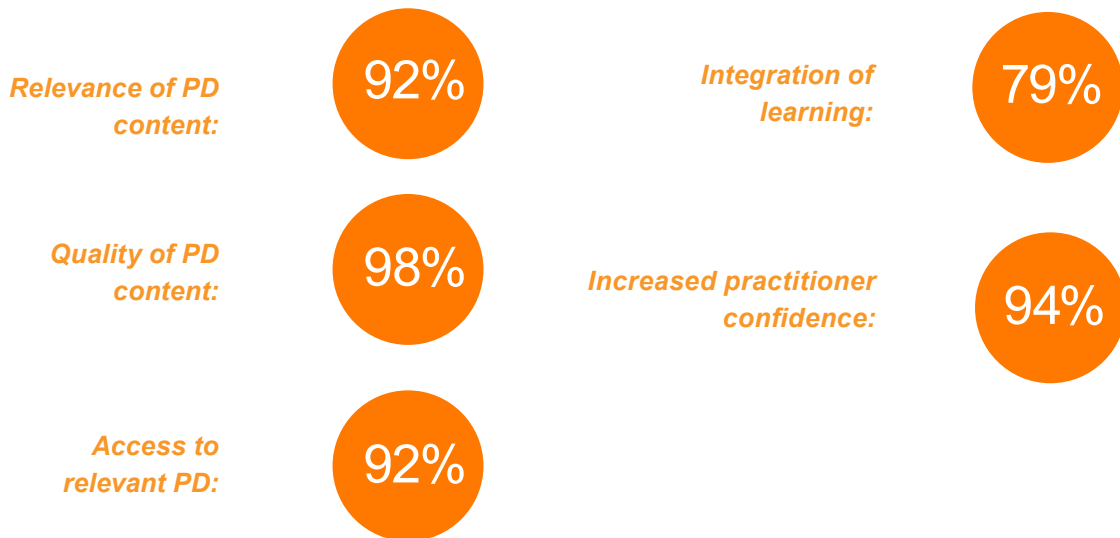 Relevance of PD
content:
92%
Quality of PD
content:
98%
Access to
relevant PD:
92%
Integration of
learning:
79%
Increased practitioner
confidence:
94%